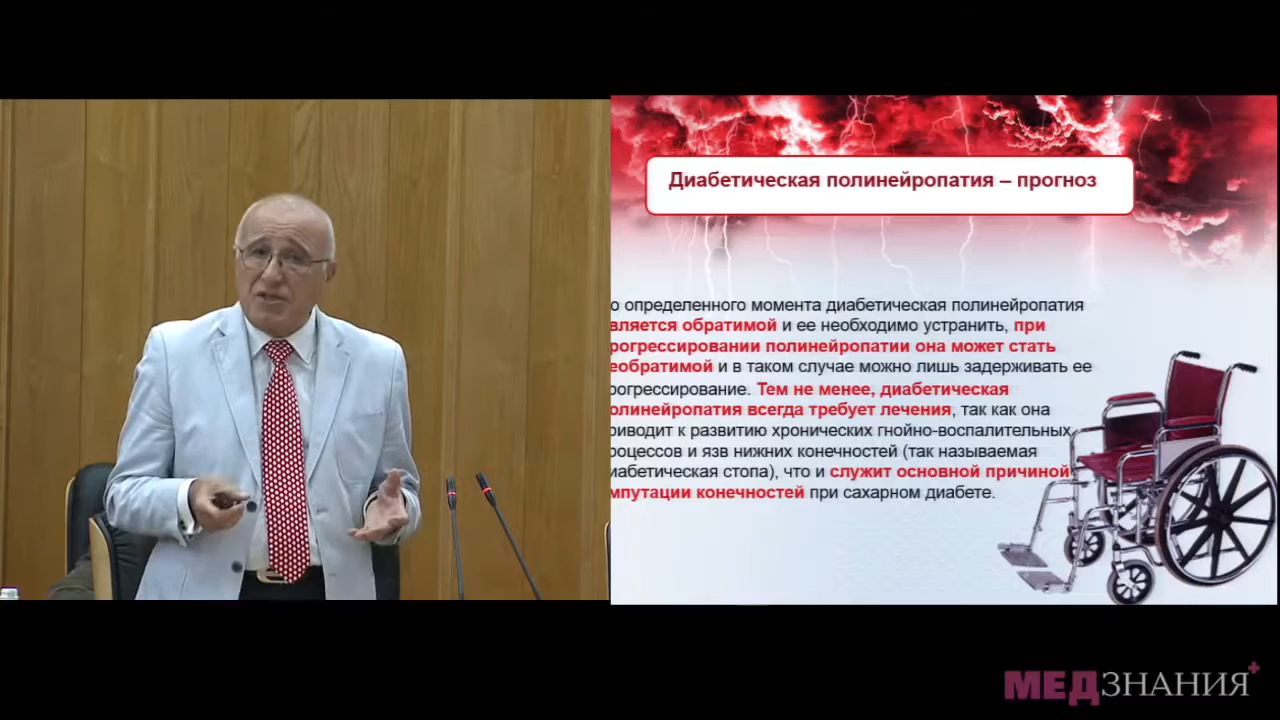 Диабетическая полинейропатия – прогноз
о определенного момента диабетическая полинейропатия
вляется обратимой и ее необходимо устранить, при
рогрессировании полинейропатии она может стать
еобратимой и в таком случае можно лишь задерживать ее
рогрессирование. Тем не менее, диабетическая
олинейропатия всегда требует лечения, так как она
риводит к развитию хронических гнойно-воспалительных
роцессов и язв нижних конечностей (так называемая
иабетическая стопа), что и служит основной причиной
мпутации конечностей при сахарном диабете.
МЕДЗНАНИЯ+